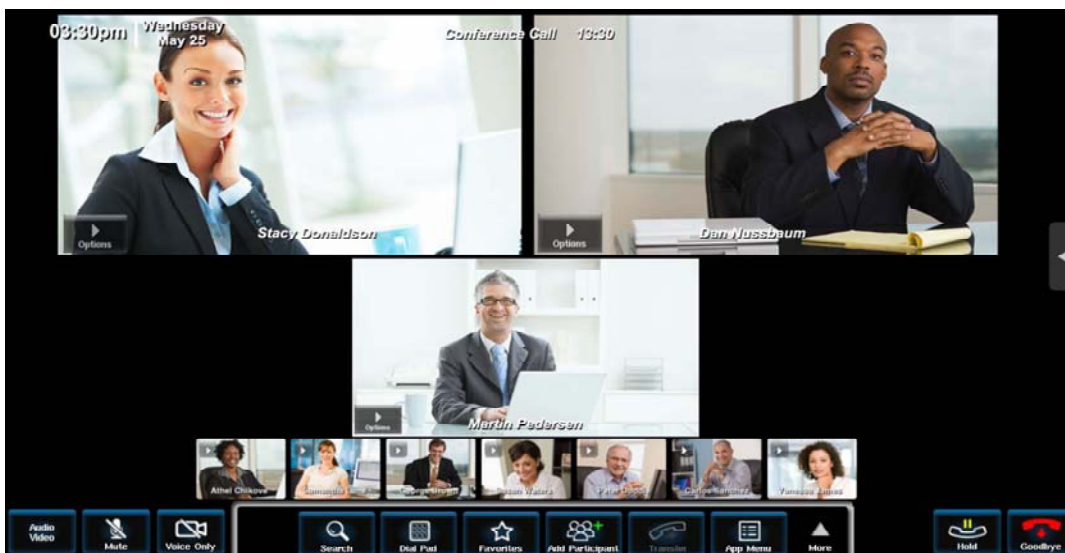 03:30pm
Wednesday
May 25
Conference Call 13:30
Options
Stacy Donaldson
Options
Dan Nussbaum
Options
Martin Pedersen
Athel Chikove
Samantha
George
Susan Waters
Peter
Carlos Sanchez
Vanessa
Audio
Video
Mute
Voice Only
Search
Dial Pad
Favorites
Add Participant
Transfer
App Menu
More
Hold
Goodbye